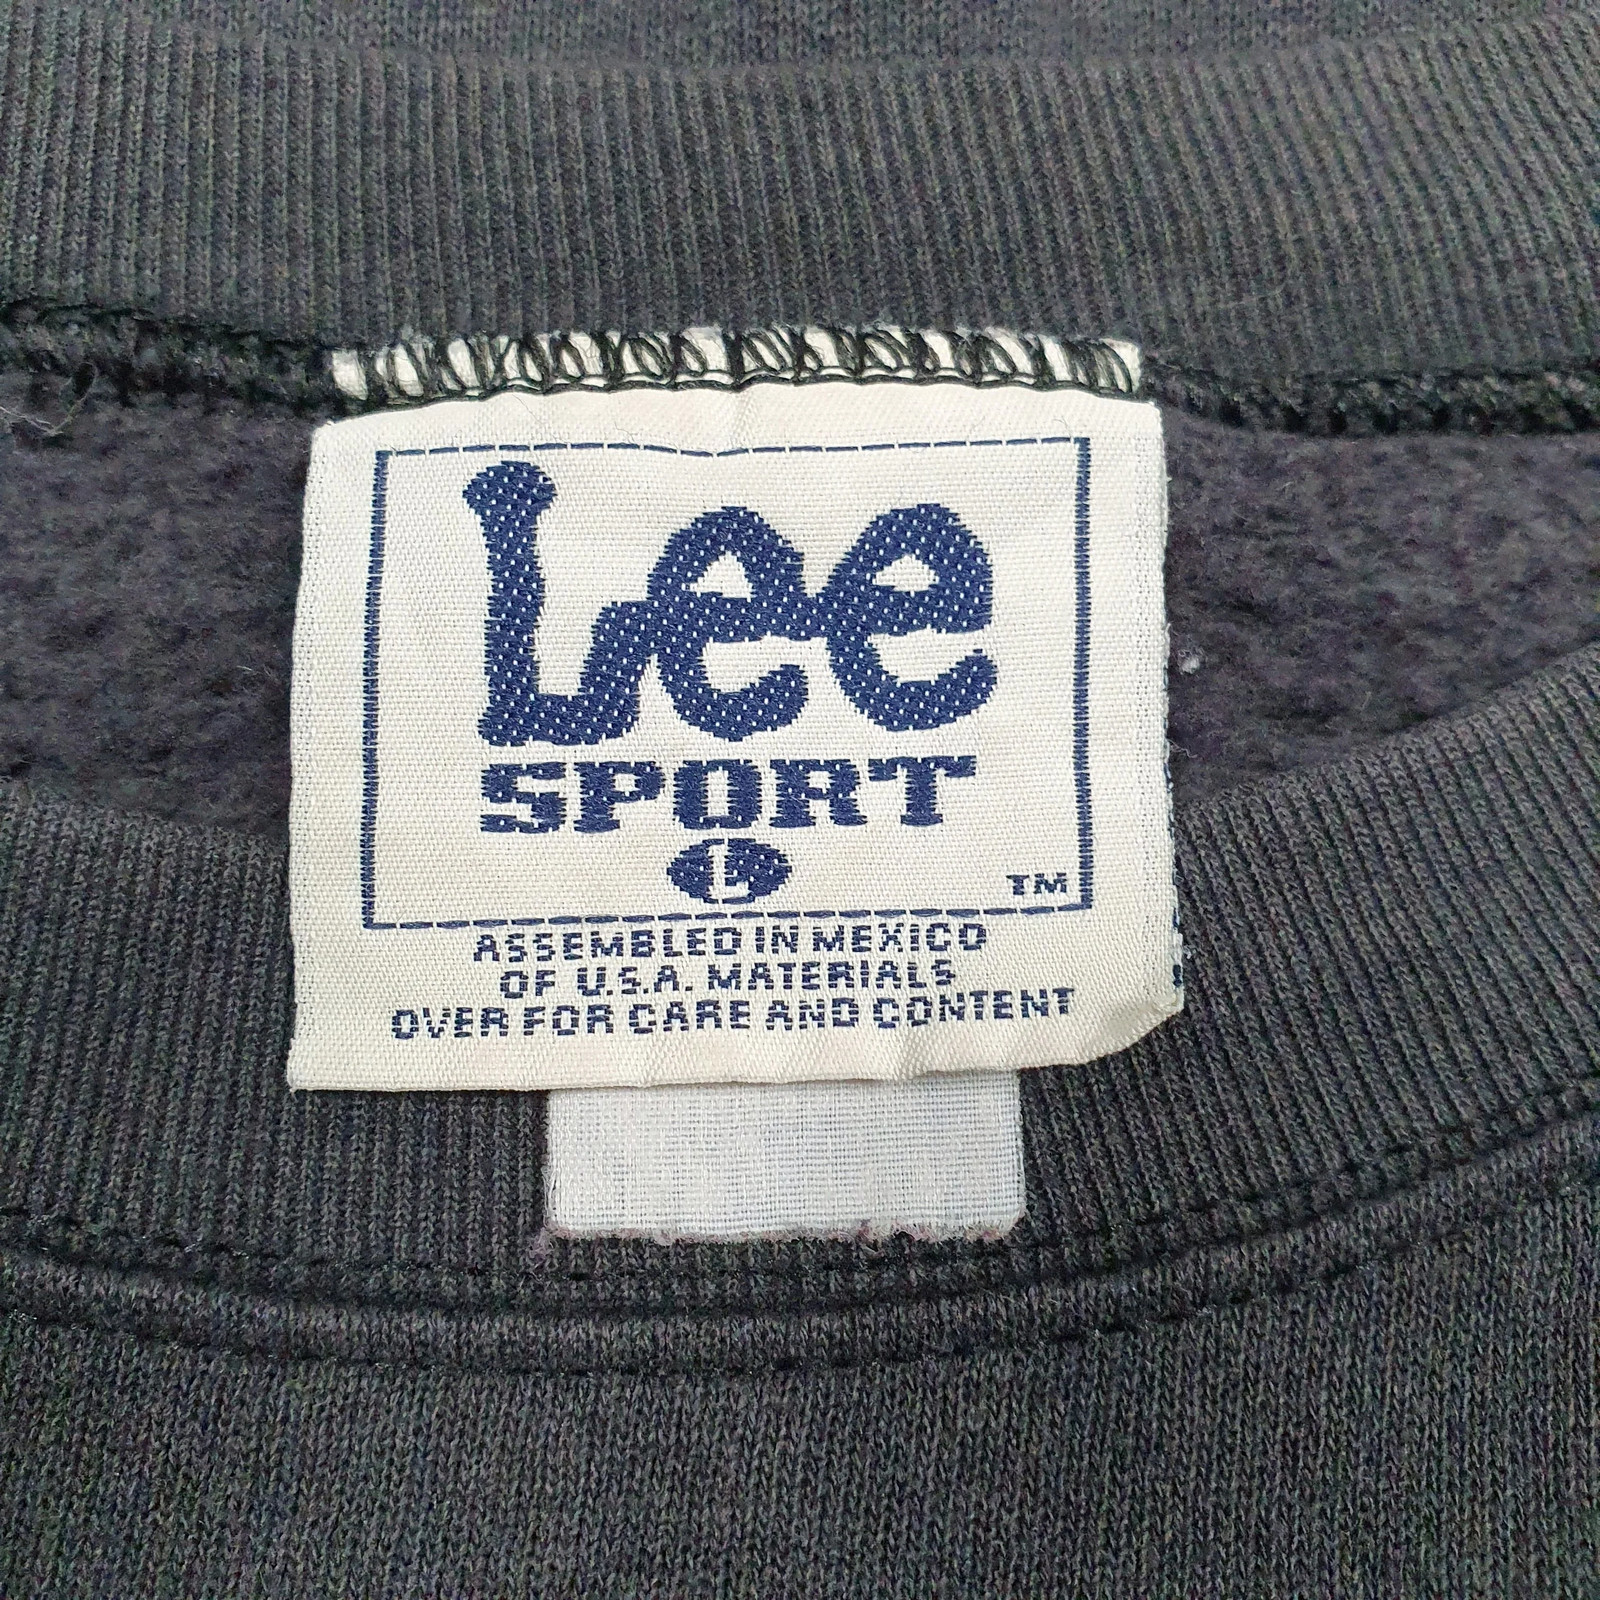 Lee
SPORT
L
TM
ASSEMBLED IN MEXICO
OF U.S.A. MATERIALS
OVER FOR CARE AND CONTENT